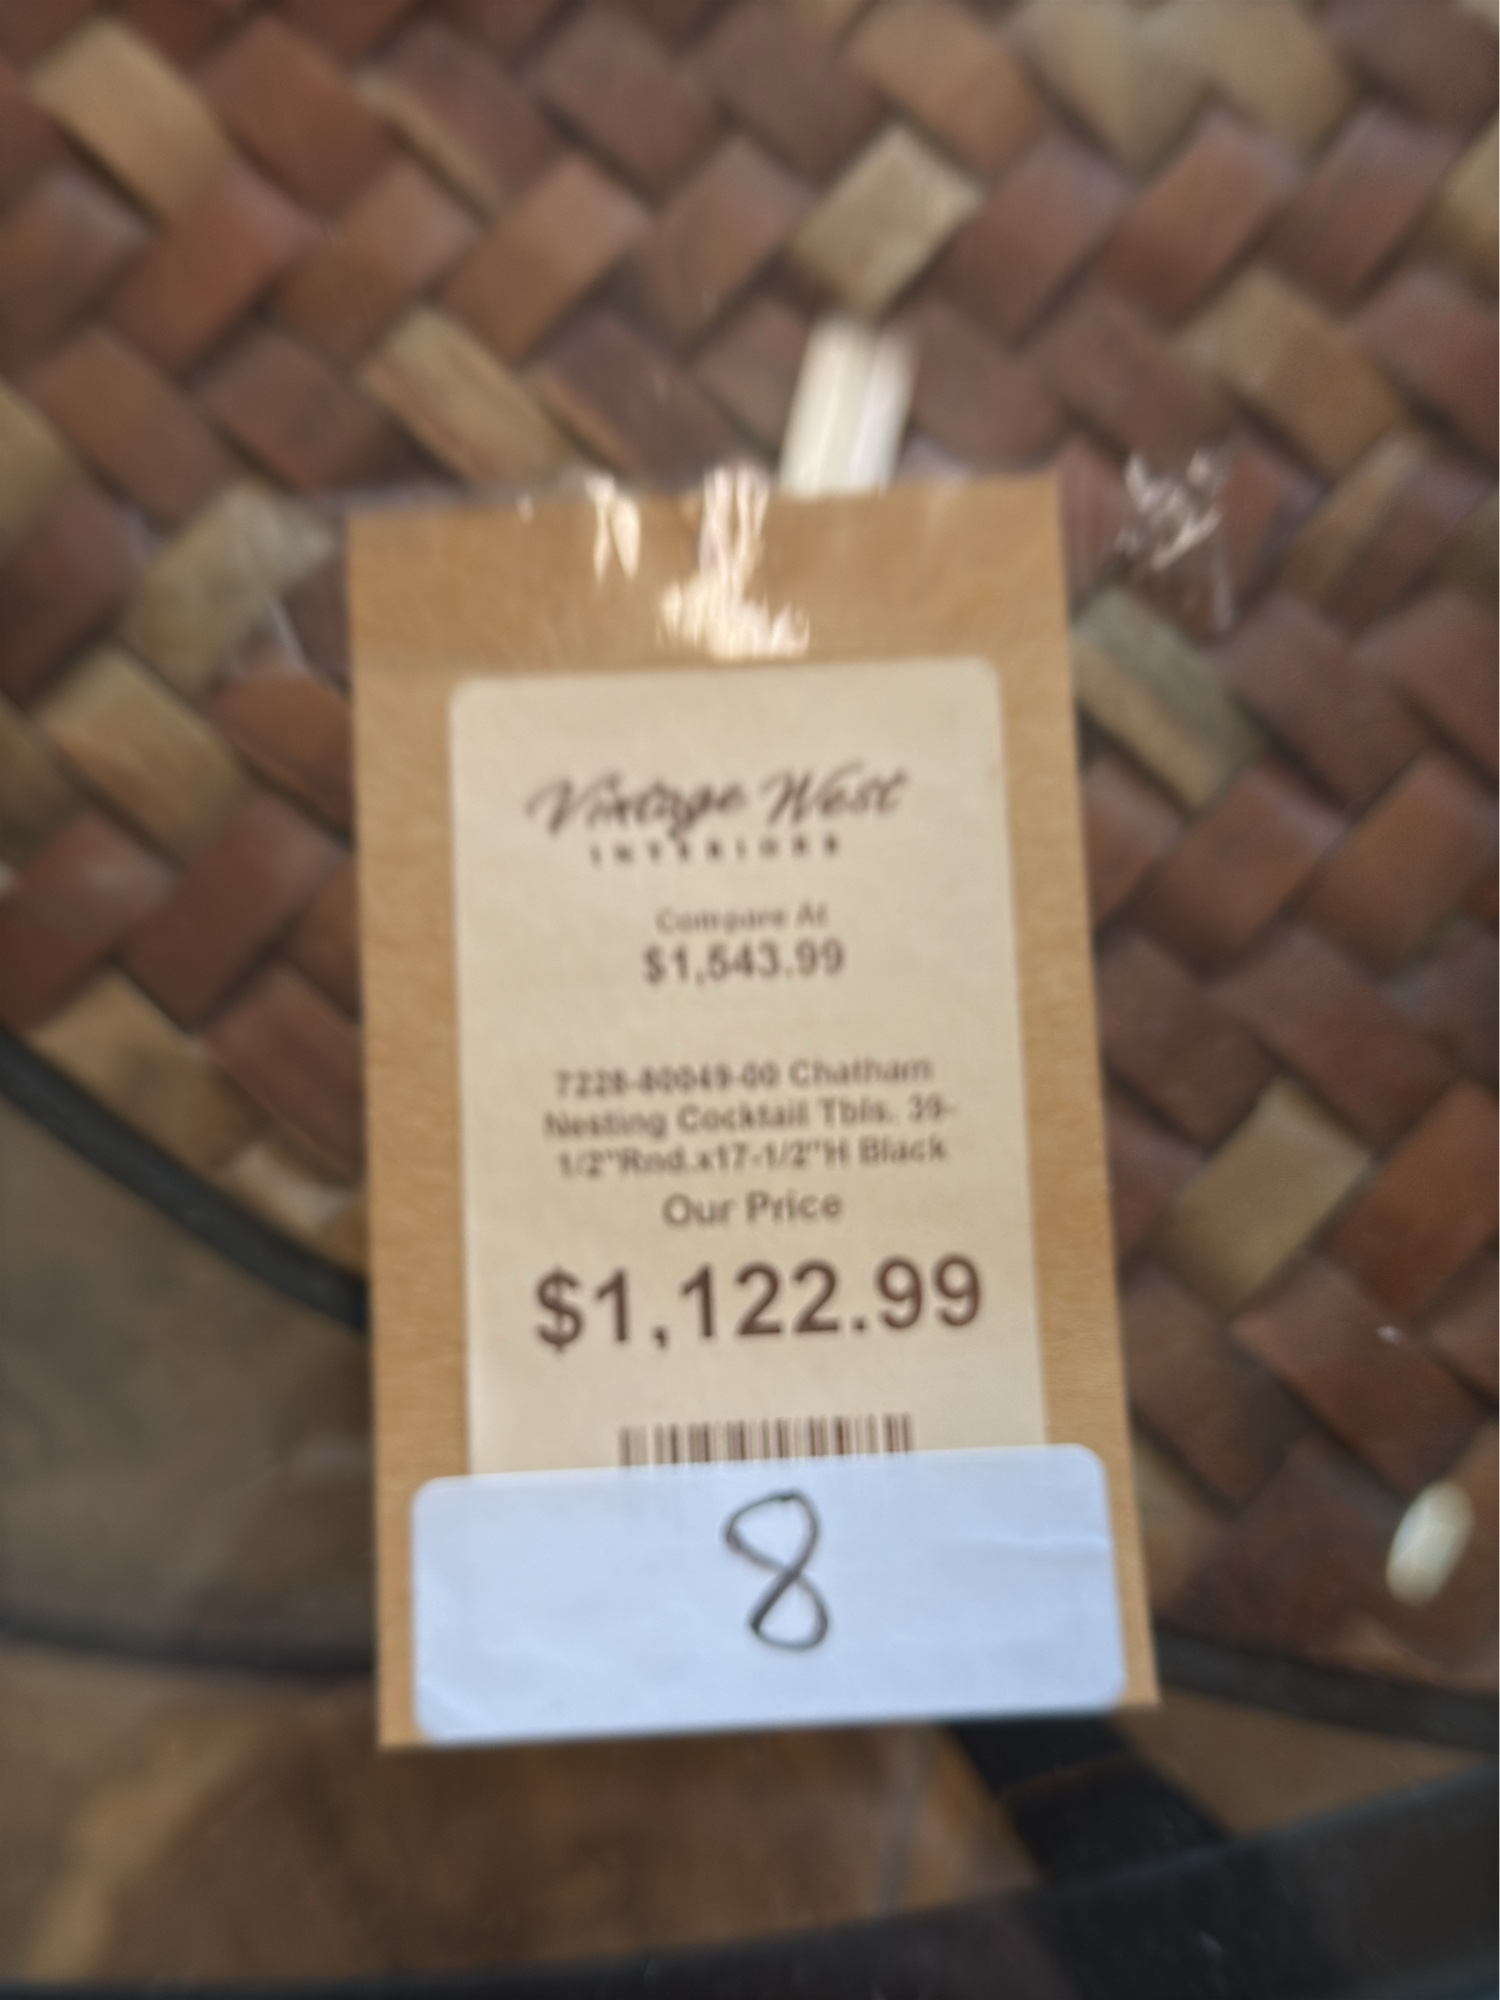 Vintage West
INTERIORS
Compare At
$1,543.99
7228-80049-00 Chatham
Nesting Cocktail Tbls. 39-
1/2"Rnd.x17-1/2"H Black
Our Price
$1,122.99
8